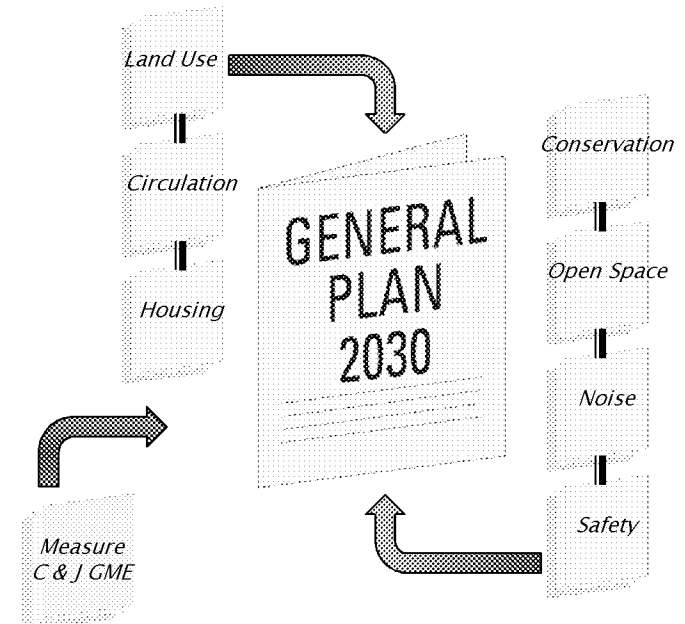 Land Use
Circulation
Housing
Measure
C & J GME
GENERAL
PLAN
2030
Conservation
Open Space
Noise
Safety